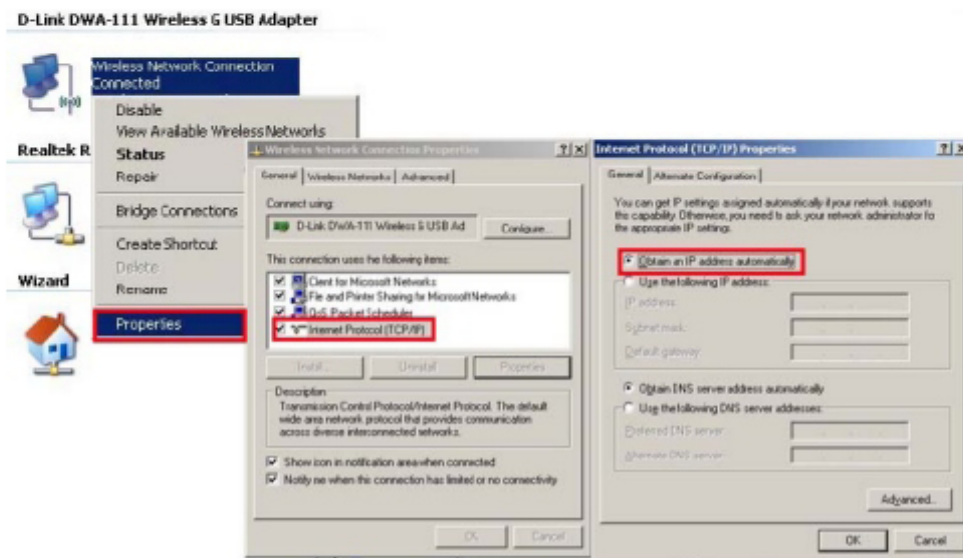 D-Link DWA-111 Wireless G USB Adapter
Wireless Network Connection
Connected
Disable
View Available Wireless Networks
Status
Repair
Bridge Connections
Create Shortcut
Delete
Rename
Properties
Realtek R
Wizard
Wireless Network Connection Properties
General
Wireless Networks
Advanced
Connect using:
D-Link DWA-111 Wireless G USB Ad
Configure...
This connection uses the following items:
Client for Microsoft Networks
File and Printer Sharing for Microsoft Networks
QoS Packet Scheduler
Internet Protocol (TCP/IP)
Install...
Uninstall
Properties
Description
Transmission Control Protocol/Internet Protocol. The default
wide area network protocol that provides communication
across diverse interconnected networks.
Show icon in notification area when connected
Notify me when this connection has limited or no connectivity
OK
Cancel
Internet Protocol (TCP/IP) Properties
General
Alternate Configuration
You can get IP settings assigned automatically if your network supports
this capability. Otherwise, you need to ask your network administrator for
the appropriate IP settings.
Obtain an IP address automatically
Use the following IP address:
IP address:
Subnet mask:
Default gateway:
Obtain DNS server address automatically
Use the following DNS server addresses:
Preferred DNS server:
Alternate DNS server:
Advanced...
OK
Cancel